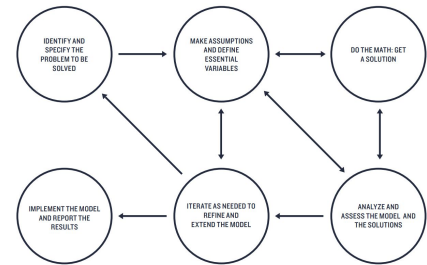 IDENTIFY AND
SPECIFY THE
PROBLEM TO BE
SOLVED
MAKE ASSUMPTIONS
AND DEFINE
ESSENTIAL
VARIABLES
DO THE MATH: GET
A SOLUTION
IMPLEMENT THE MODEL
AND REPORT THE
RESULTS
ITERATE AS NEEDED TO
REFINE AND
EXTEND THE MODEL
ANALYZE AND
ASSESS THE MODEL AND
THE SOLUTIONS